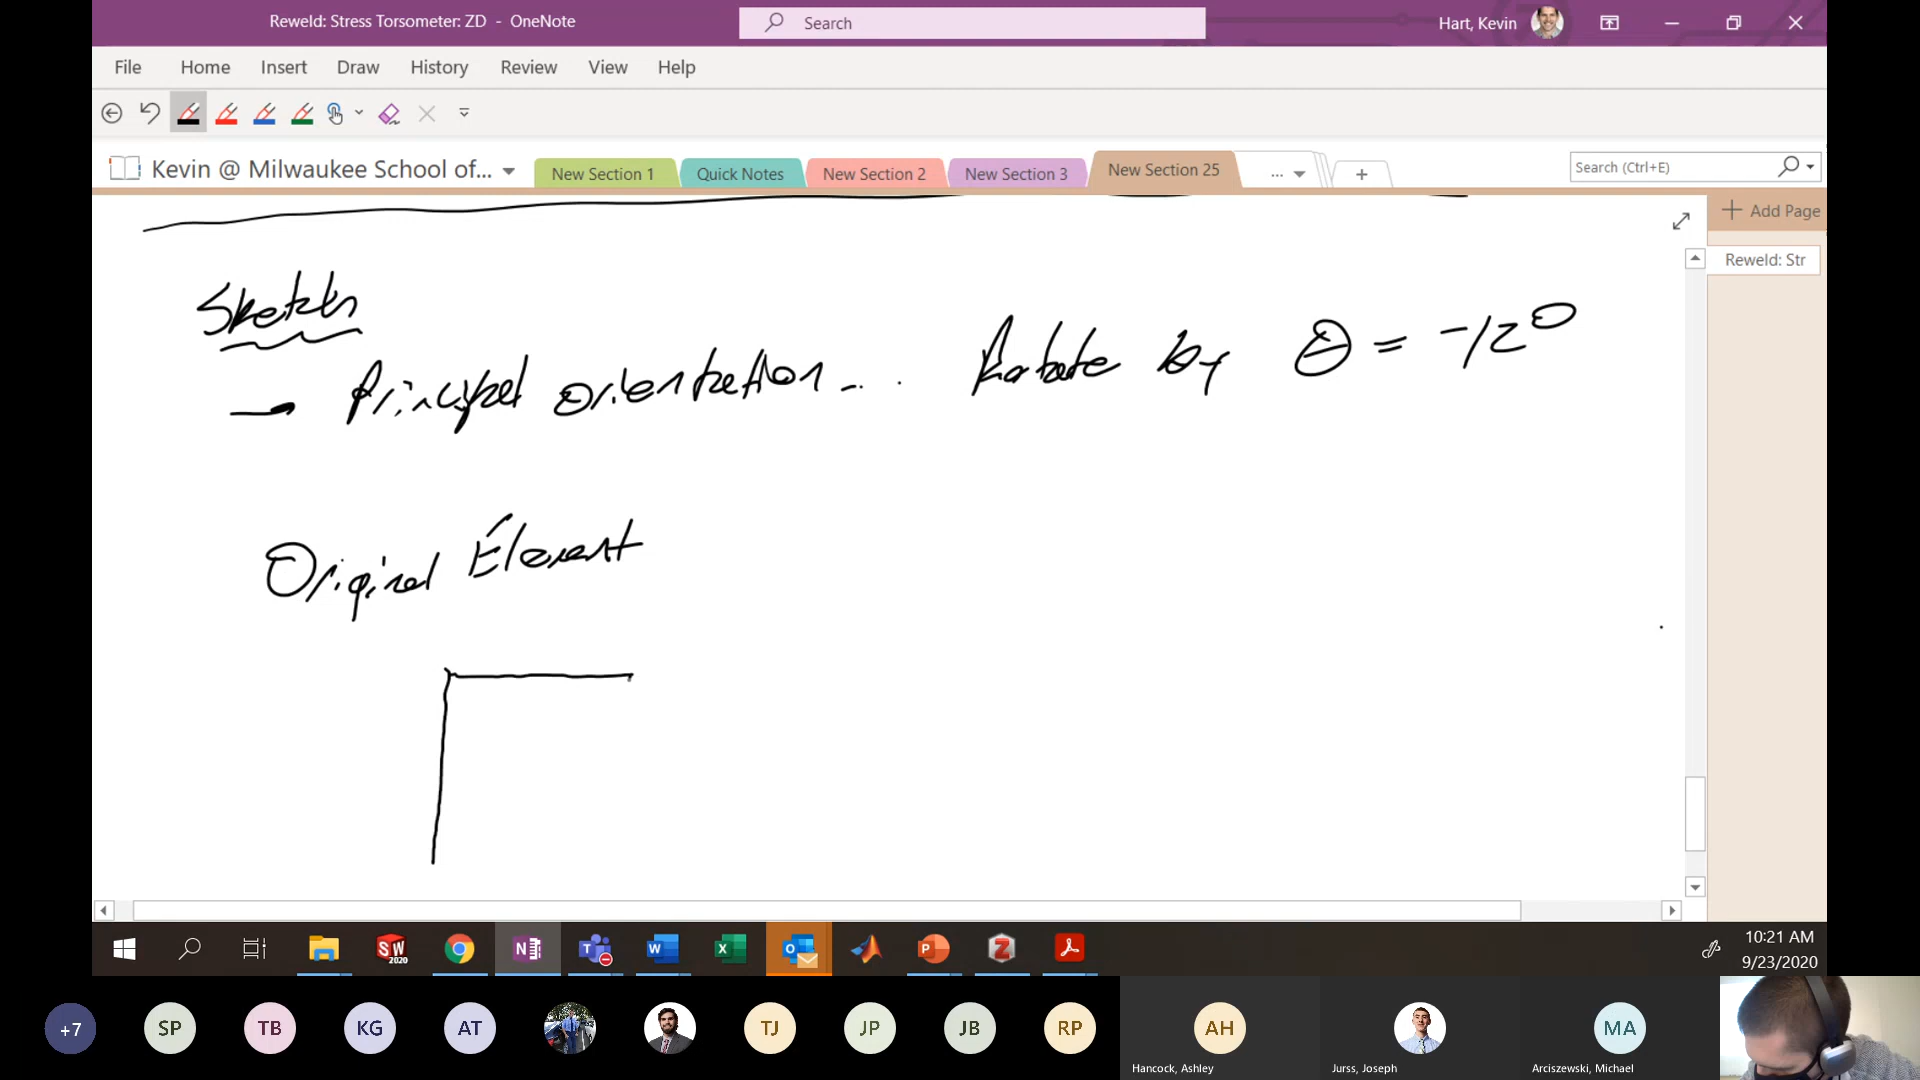 Reweld: Stress Torsometer: ZD - OneNote
Search
Hart, Kevin
File Home Insert Draw History Review View Help
Kevin @ Milwaukee School of...
New Section 1 Quick Notes New Section 2 New Section 3 New Section 25 ... +
Search (Ctrl+E)
+ Add Page
Reweld: Str
Sketch
→ Principal orientation... Rotate by θ = -12°
Original Element
SW 2020
N
W
X
O
P
Z
10:21 AM
9/23/2020
+7 SP TB KG AT TJ JP JB RP AH MA
Hancock, Ashley Jurss, Joseph Arciszewski, Michael